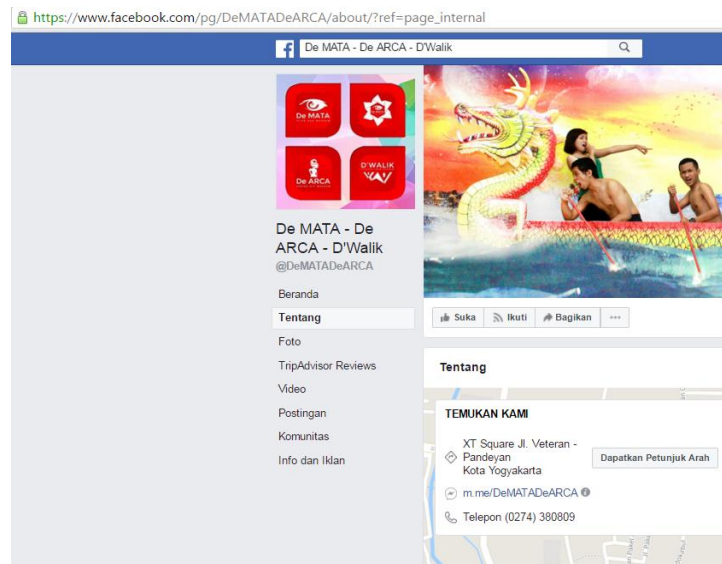 https://www.facebook.com/pg/DeMATADeARCA/about/?ref=page_internal
De MATA - De ARCA - D'Walik
De MATA
De ARCA
D'WALIK
De MATA - De
ARCA - D'Walik
@DeMATADeARCA
Beranda
Tentang
Foto
TripAdvisor Reviews
Video
Postingan
Komunitas
Info dan Iklan
Suka
Ikuti
Bagikan
Tentang
TEMUKAN KAMI
XT Square Jl. Veteran -
Pandeyan
Kota Yogyakarta
Dapatkan Petunjuk Arah
m.me/DeMATADeARCA
Telepon (0274) 380809